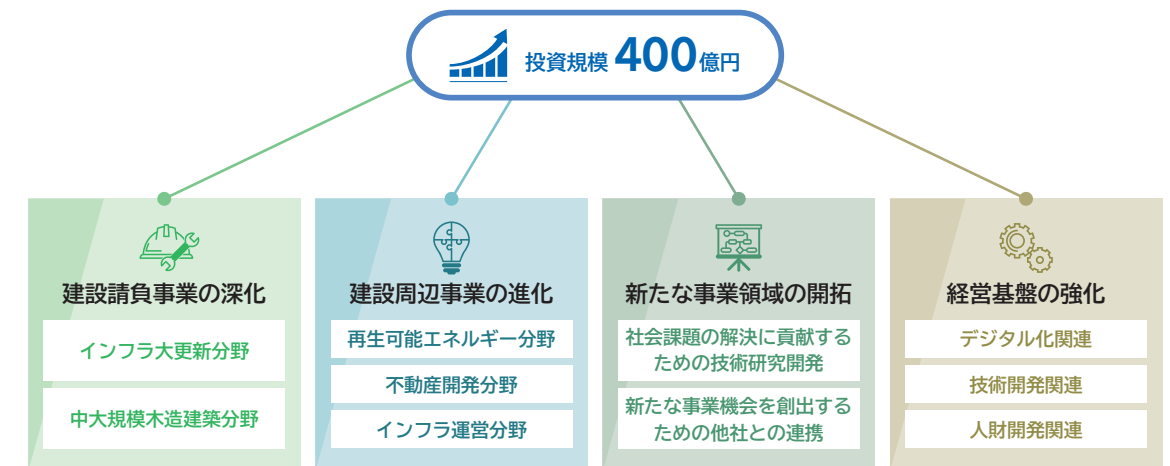 投資規模 400億円
建設請負事業の深化
インフラ大更新分野
中大規模木造建築分野
建設周辺事業の進化
再生可能エネルギー分野
不動産開発分野
インフラ運営分野
新たな事業領域の開拓
社会課題の解決に貢献する
ための技術研究開発
新たな事業機会を創出する
ための他社との連携
経営基盤の強化
デジタル化関連
技術開発関連
人財開発関連